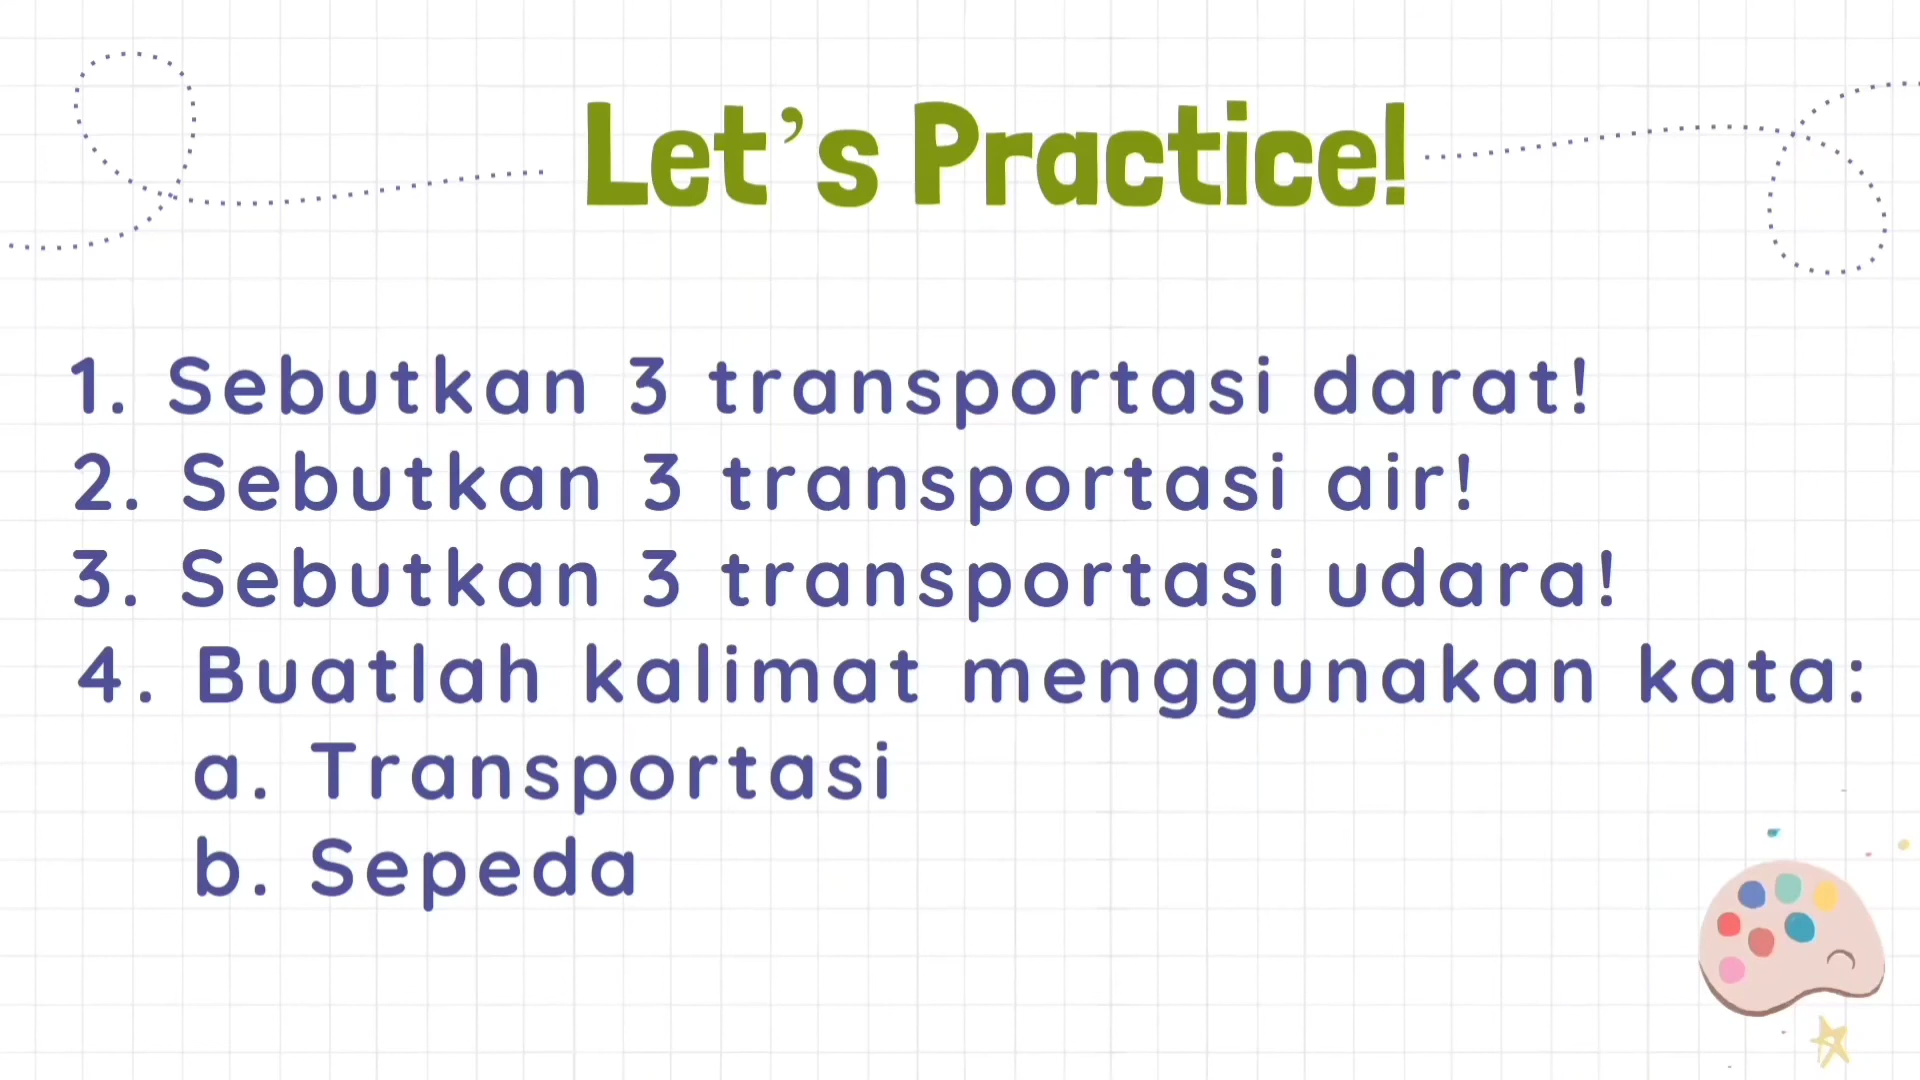 Let's Practice!
1. Sebutkan 3 transportasi darat!
2. Sebutkan 3 transportasi air!
3. Sebutkan 3 transportasi udara!
4. Buatlah kalimat menggunakan kata:
a. Transportasi
b. Sepeda